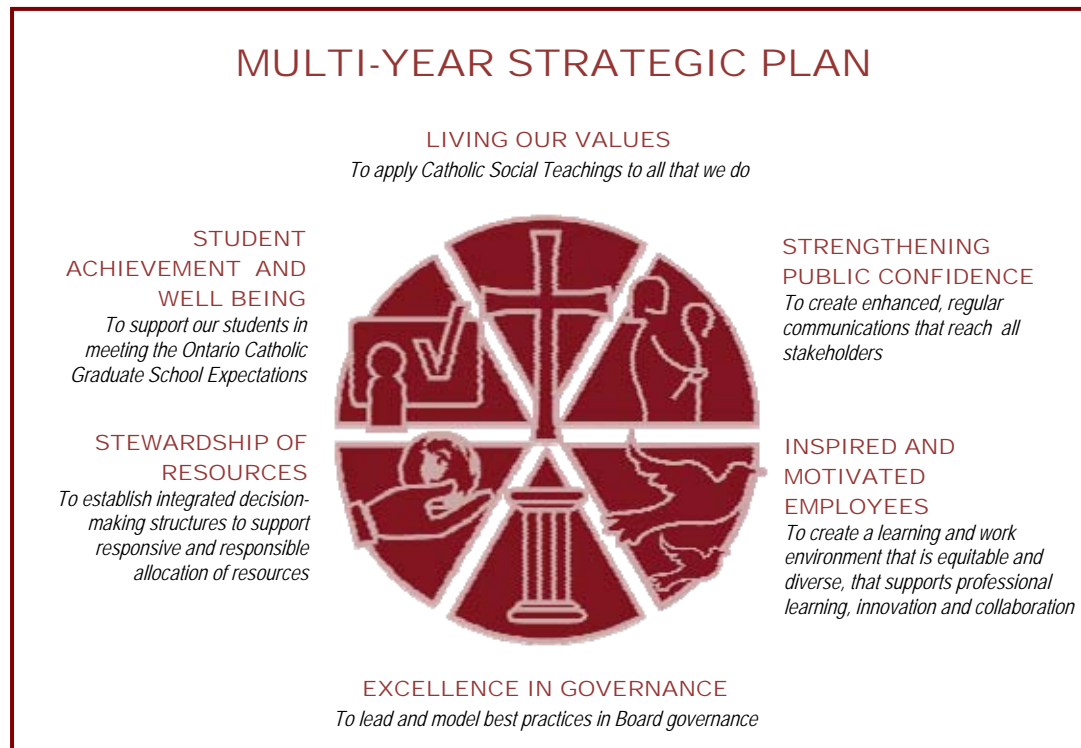 MULTI-YEAR STRATEGIC PLAN
LIVING OUR VALUES
To apply Catholic Social Teachings to all that we do
STUDENT
ACHIEVEMENT AND
WELL BEING
To support our students in
meeting the Ontario Catholic
Graduate School Expectations
STRENGTHENING
PUBLIC CONFIDENCE
To create enhanced, regular
communications that reach all
stakeholders
STEWARDSHIP OF
RESOURCES
To establish integrated decision-
making structures to support
responsive and responsible
allocation of resources
INSPIRED AND
MOTIVATED
EMPLOYEES
To create a learning and work
environment that is equitable and
diverse, that supports professional
learning, innovation and collaboration
EXCELLENCE IN GOVERNANCE
To lead and model best practices in Board governance